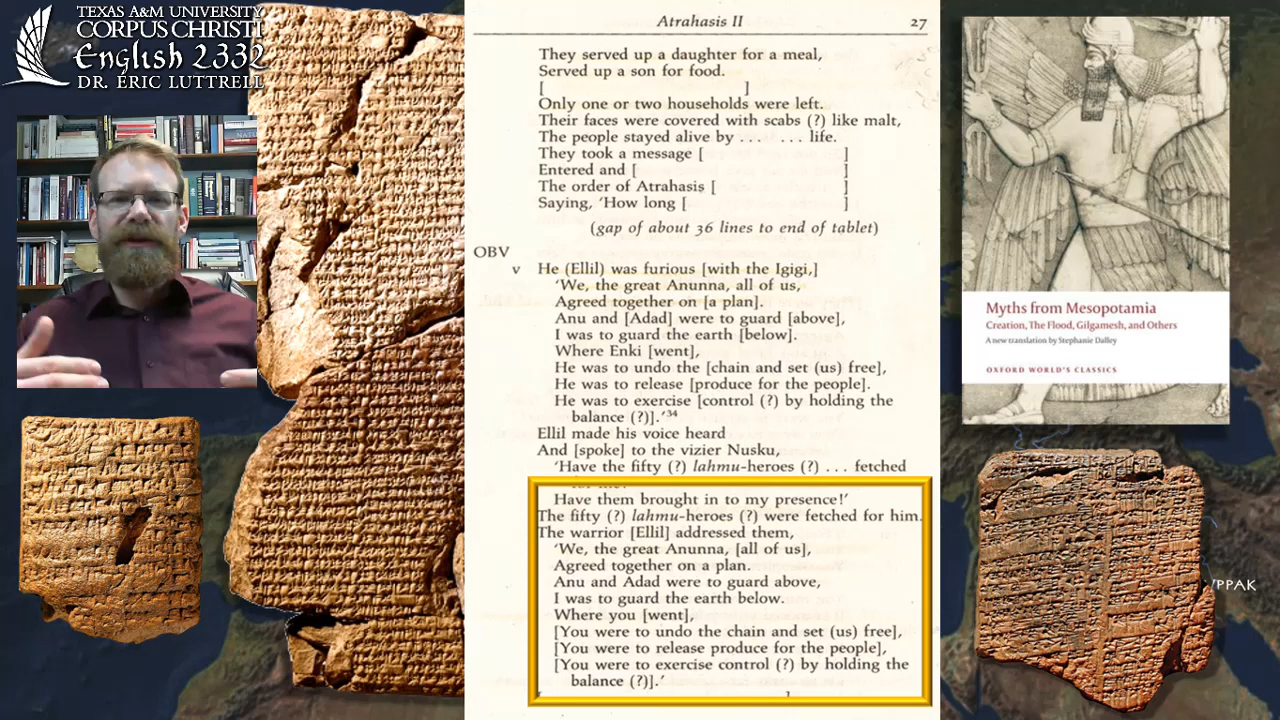 TEXAS A&M UNIVERSITY
CORPUS CHRISTI
English 2332
DR. ERIC LUTTRELL
Atrahasis II 27
They served up a daughter for a meal,
Served up a son for food.
[ ]
Only one or two households were left.
Their faces were covered with scabs (?) like malt,
The people stayed alive by . . . . . . life.
They took a message [ ]
Entered and [ ]
The order of Atrahasis [ ]
Saying, ‘How long [ ]
(gap of about 36 lines to end of tablet)
OBV
v He (Ellil) was furious [with the Igigi,]
‘We, the great Anunna, all of us,
Agreed together on [a plan].
Anu and [Adad] were to guard [above],
I was to guard the earth [below].
Where Enki [went],
He was to undo the [chain and set (us) free],
He was to release [produce for the people].
He was to exercise [control (?) by holding the
balance (?)].’34
Ellil made his voice heard
And [spoke] to the vizier Nusku,
‘Have the fifty (?) lahmu-heroes (?) . . . fetched
for me!
Have them brought in to my presence!’
The fifty (?) lahmu-heroes (?) were fetched for him.
The warrior [Ellil] addressed them,
‘We, the great Anunna, [all of us],
Agreed together on a plan.
Anu and Adad were to guard above,
I was to guard the earth below.
Where you [went],
[You were to undo the chain and set (us) free],
[You were to release produce for the people],
[You were to exercise control (?) by holding the
balance (?)].’
[ ]
Myths from Mesopotamia
Creation, The Flood, Gilgamesh, and Others
A new translation by Stephanie Dalley
OXFORD WORLD'S CLASSICS
IPPAK